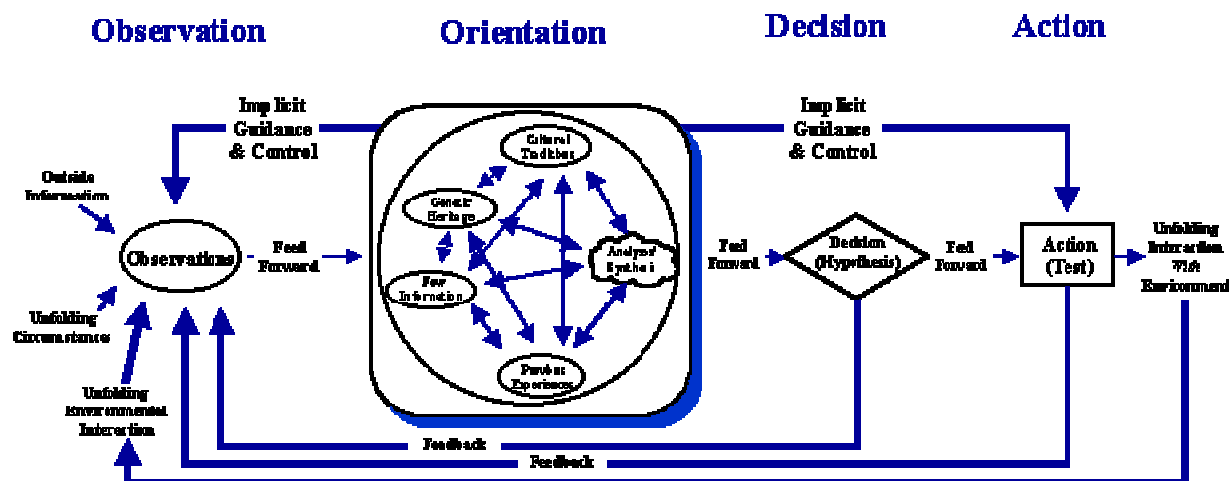 Observation
Orientation
Decision
Action
Implicit
Guidance
& Control
Implicit
Guidance
& Control
Outside
Information
Observations
Unfolding
Circumstances
Unfolding
Environmental
Interaction
Feed
Forward
Cultural
Traditions
Genetic
Heritage
New
Information
Previous
Experiences
Analysis/
Synthesis
Feed
Forward
Decision
(Hypothesis)
Feed
Forward
Action
(Test)
Unfolding
Interaction
With
Environment
Feedback
Feedback